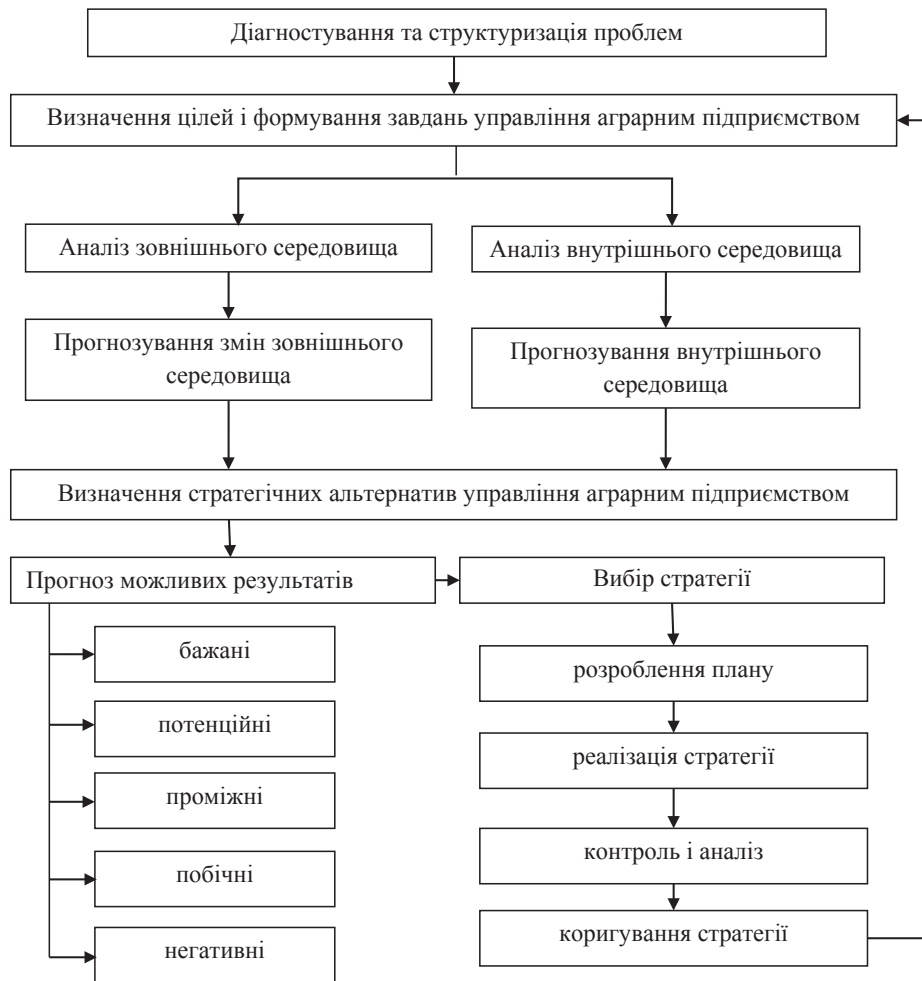 Діагностування та структуризація проблем
Визначення цілей і формування завдань управління аграрним підприємством
Аналіз зовнішнього середовища
Аналіз внутрішнього середовища
Прогнозування змін зовнішнього
середовища
Прогнозування внутрішнього
середовища
Визначення стратегічних альтернатив управління аграрним підприємством
Прогноз можливих результатів
бажані
потенційні
проміжні
побічні
негативні
Вибір стратегії
розроблення плану
реалізація стратегії
контроль і аналіз
коригування стратегії